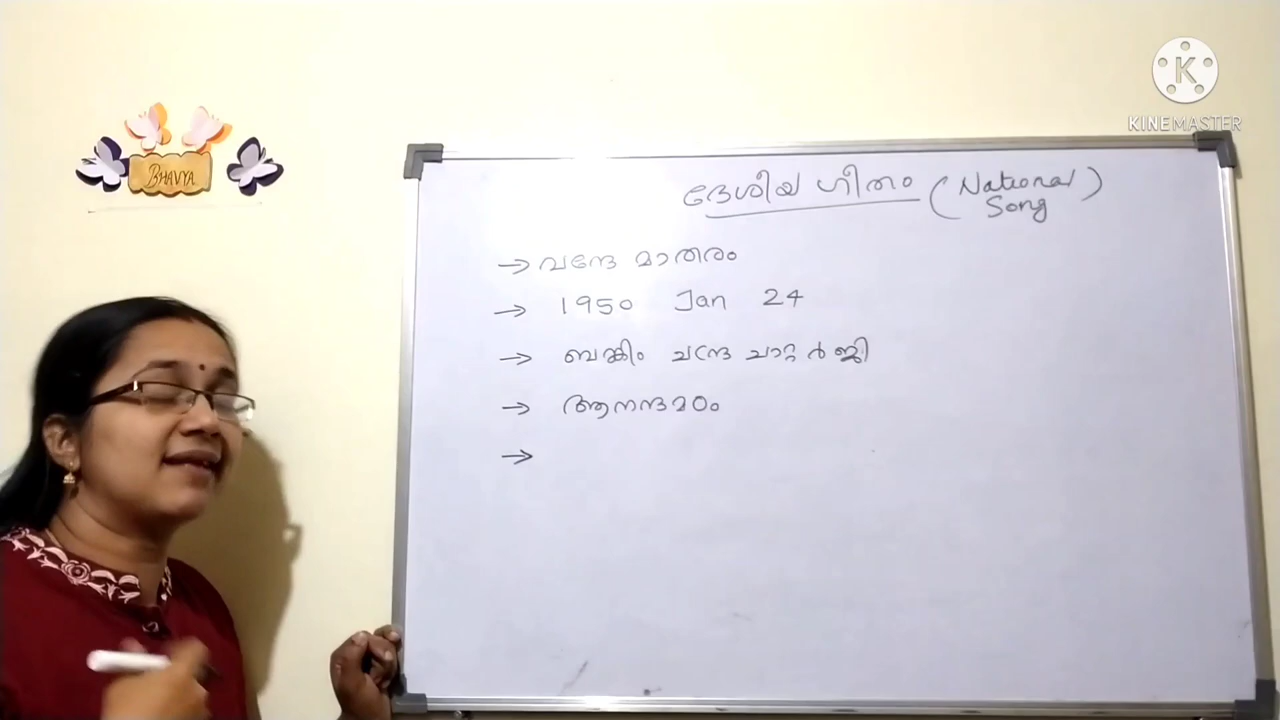 BHAVYA
K
KINEMASTER
ദേശീയ ഗീതം (National
Song)
→ വന്ദേ മാതരം
→ 1950 Jan 24
→ ബങ്കിം ചന്ദ്ര ചാറ്റർജി
→ ആനന്ദമഠം
→